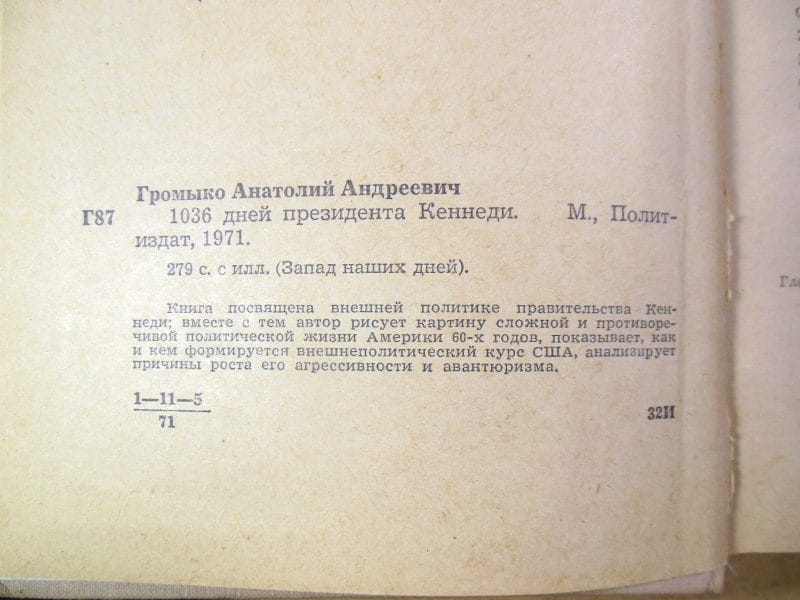 Громыко Анатолий Андреевич
Г87 1036 дней президента Кеннеди. М., Полит-
издат, 1971.
279 с. с илл. (Запад наших дней).
Книга посвящена внешней политике правительства Кен-
неди; вместе с тем автор рисует картину сложной и противоре-
чивой политической жизни Америки 60-х годов, показывает, как
и кем формируется внешнеполитический курс США, анализирует
причины роста его агрессивности и авантюризма.
1—11—5
71
32И